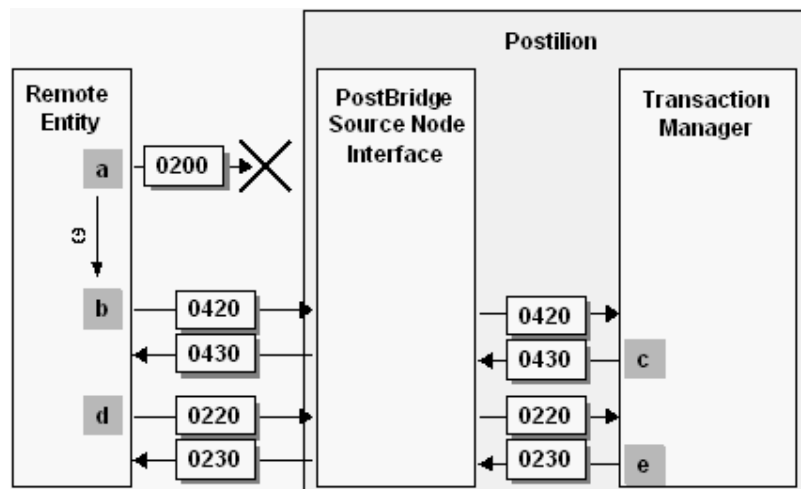 Postilion
Remote
Entity
PostBridge
Source Node
Interface
Transaction
Manager
a
0200
b
0420
0420
0430
0430
c
d
0220
0220
0230
0230
e